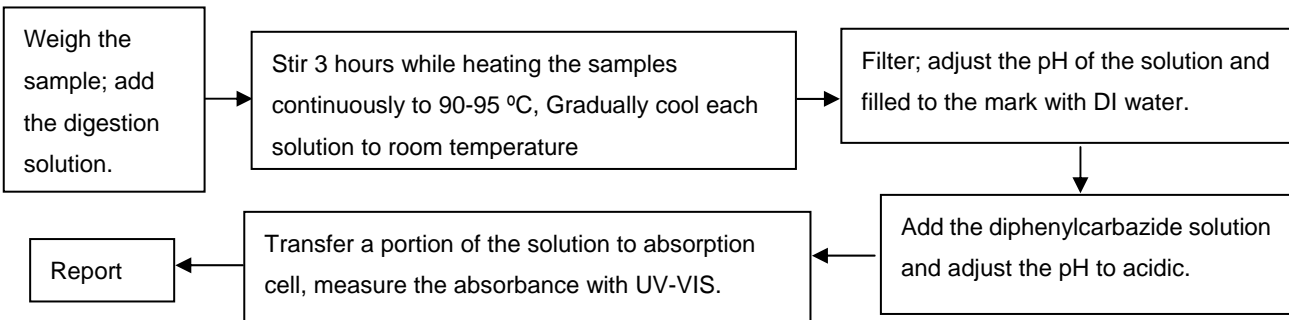 Weigh the
sample; add
the digestion
solution.
Stir 3 hours while heating the samples
continuously to 90-95 ºC, Gradually cool each
solution to room temperature
Filter; adjust the pH of the solution and
filled to the mark with DI water.
Add the diphenylcarbazide solution
and adjust the pH to acidic.
Transfer a portion of the solution to absorption
cell, measure the absorbance with UV-VIS.
Report